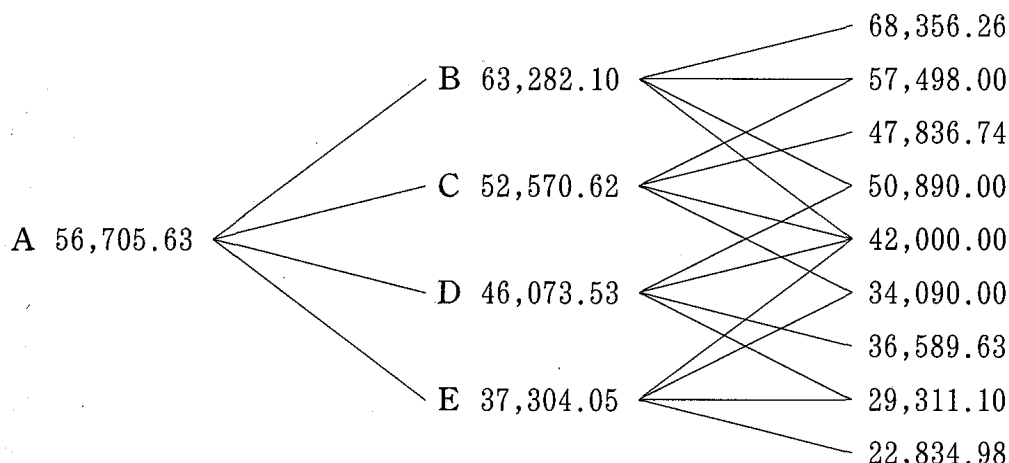 68,356.26
B 63,282.10 57,498.00
47,836.74
C 52,570.62 50,890.00
A 56,705.63 42,000.00
D 46,073.53 34,090.00
36,589.63
E 37,304.05 29,311.10
22,834.98